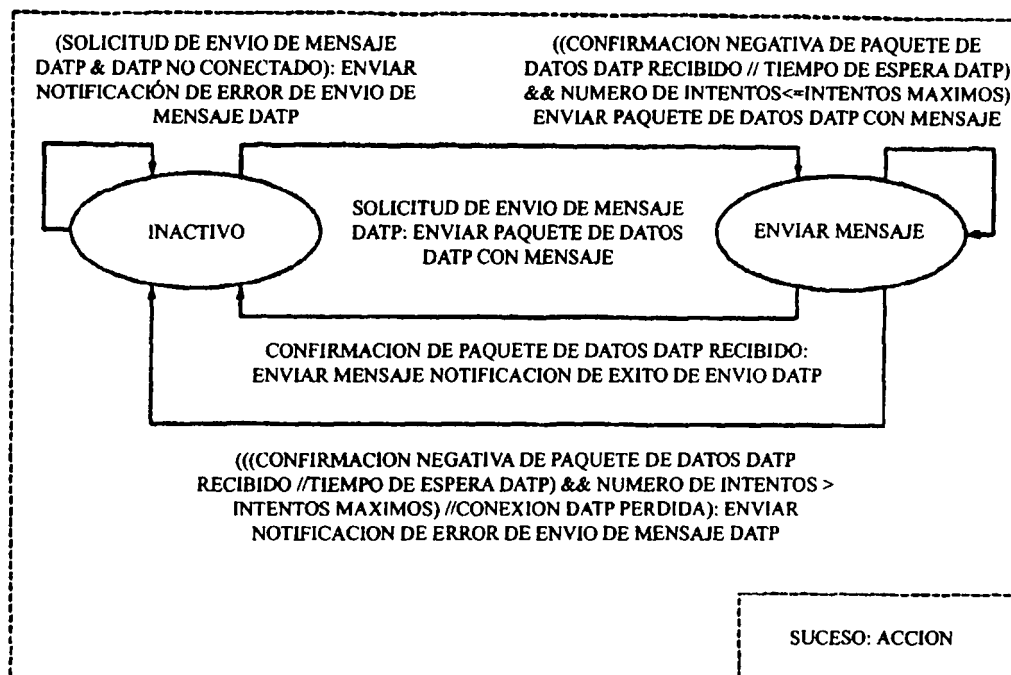 (SOLICITUD DE ENVIO DE MENSAJE
DATP & DATP NO CONECTADO): ENVIAR
NOTIFICACIÓN DE ERROR DE ENVIO DE
MENSAJE DATP
((CONFIRMACION NEGATIVA DE PAQUETE DE
DATOS DATP RECIBIDO // TIEMPO DE ESPERA DATP)
&& NUMERO DE INTENTOS<=INTENTOS MAXIMOS)
ENVIAR PAQUETE DE DATOS DATP CON MENSAJE
INACTIVO
SOLICITUD DE ENVIO DE MENSAJE
DATP: ENVIAR PAQUETE DE DATOS
DATP CON MENSAJE
ENVIAR MENSAJE
CONFIRMACION DE PAQUETE DE DATOS DATP RECIBIDO:
ENVIAR MENSAJE NOTIFICACION DE EXITO DE ENVIO DATP
(((CONFIRMACION NEGATIVA DE PAQUETE DE DATOS DATP
RECIBIDO //TIEMPO DE ESPERA DATP) && NUMERO DE INTENTOS >
INTENTOS MAXIMOS) //CONEXION DATP PERDIDA): ENVIAR
NOTIFICACION DE ERROR DE ENVIO DE MENSAJE DATP
SUCESO: ACCION